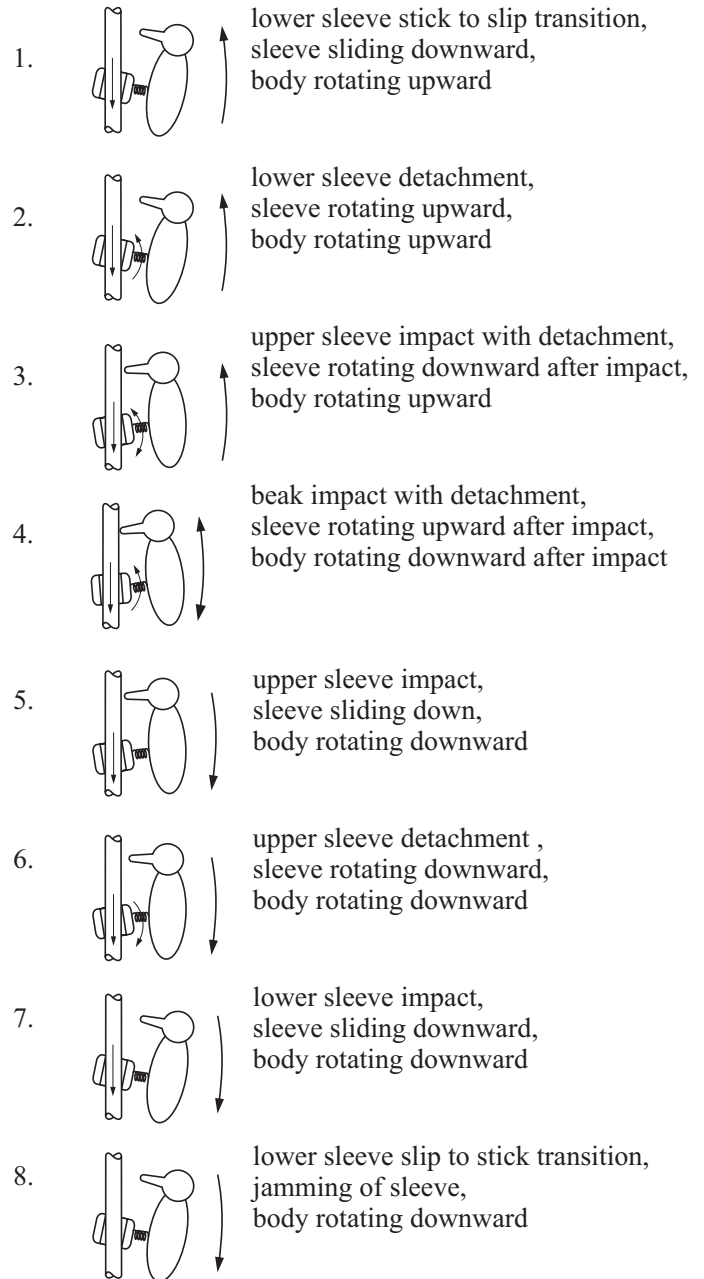 1.
lower sleeve stick to slip transition,
sleeve sliding downward,
body rotating upward
2.
lower sleeve detachment,
sleeve rotating upward,
body rotating upward
3.
upper sleeve impact with detachment,
sleeve rotating downward after impact,
body rotating upward
4.
beak impact with detachment,
sleeve rotating upward after impact,
body rotating downward after impact
5.
upper sleeve impact,
sleeve sliding down,
body rotating downward
6.
upper sleeve detachment ,
sleeve rotating downward,
body rotating downward
7.
lower sleeve impact,
sleeve sliding downward,
body rotating downward
8.
lower sleeve slip to stick transition,
jamming of sleeve,
body rotating downward